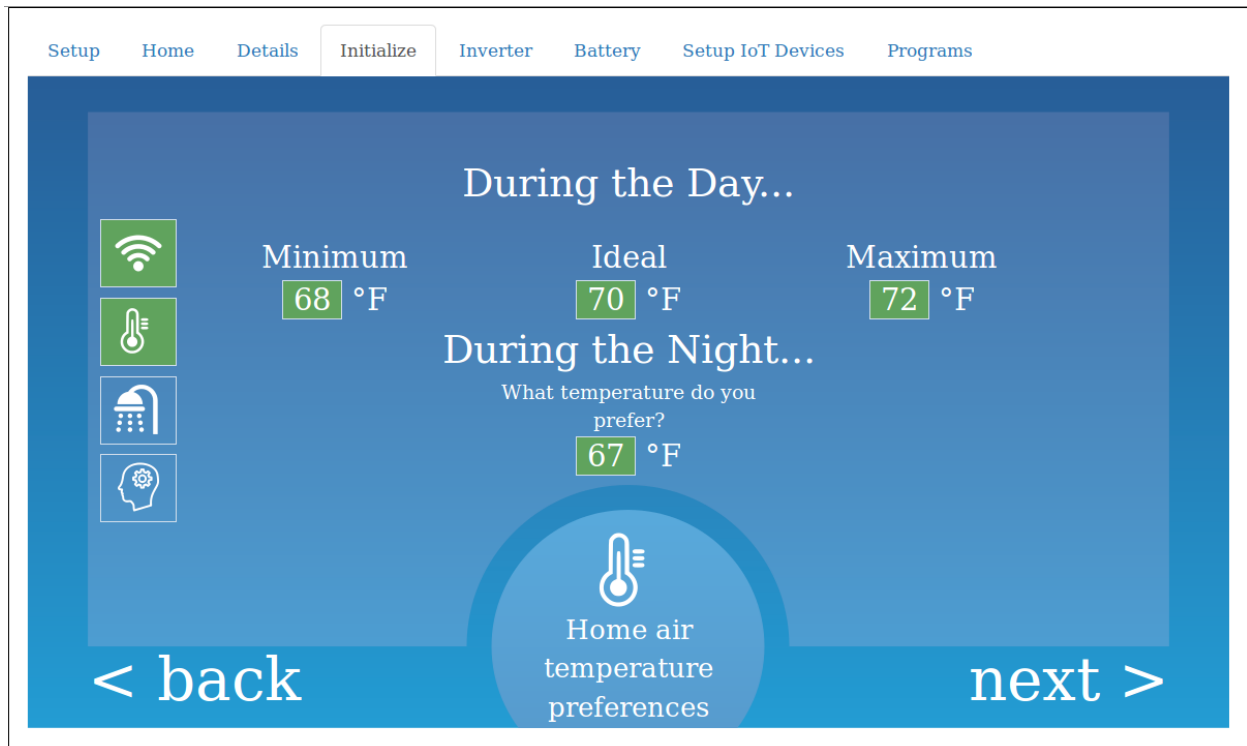 Setup Home Details Initialize Inverter Battery Setup IoT Devices Programs
During the Day...
Minimum Ideal Maximum
68 °F 70 °F 72 °F
During the Night...
What temperature do you
prefer?
67 °F
Home air
temperature
preferences
< back next >